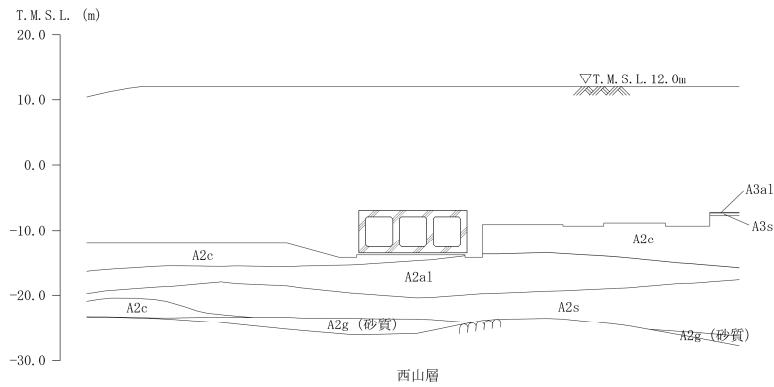 T.M.S.L. (m)
20.0
▽T.M.S.L.12.0m
10.0
0.0
A3al
A3s
-10.0
A2c
A2c
A2al
-20.0
A2c
A2s
A2g (砂質)
A2g (砂質)
-30.0
西山層